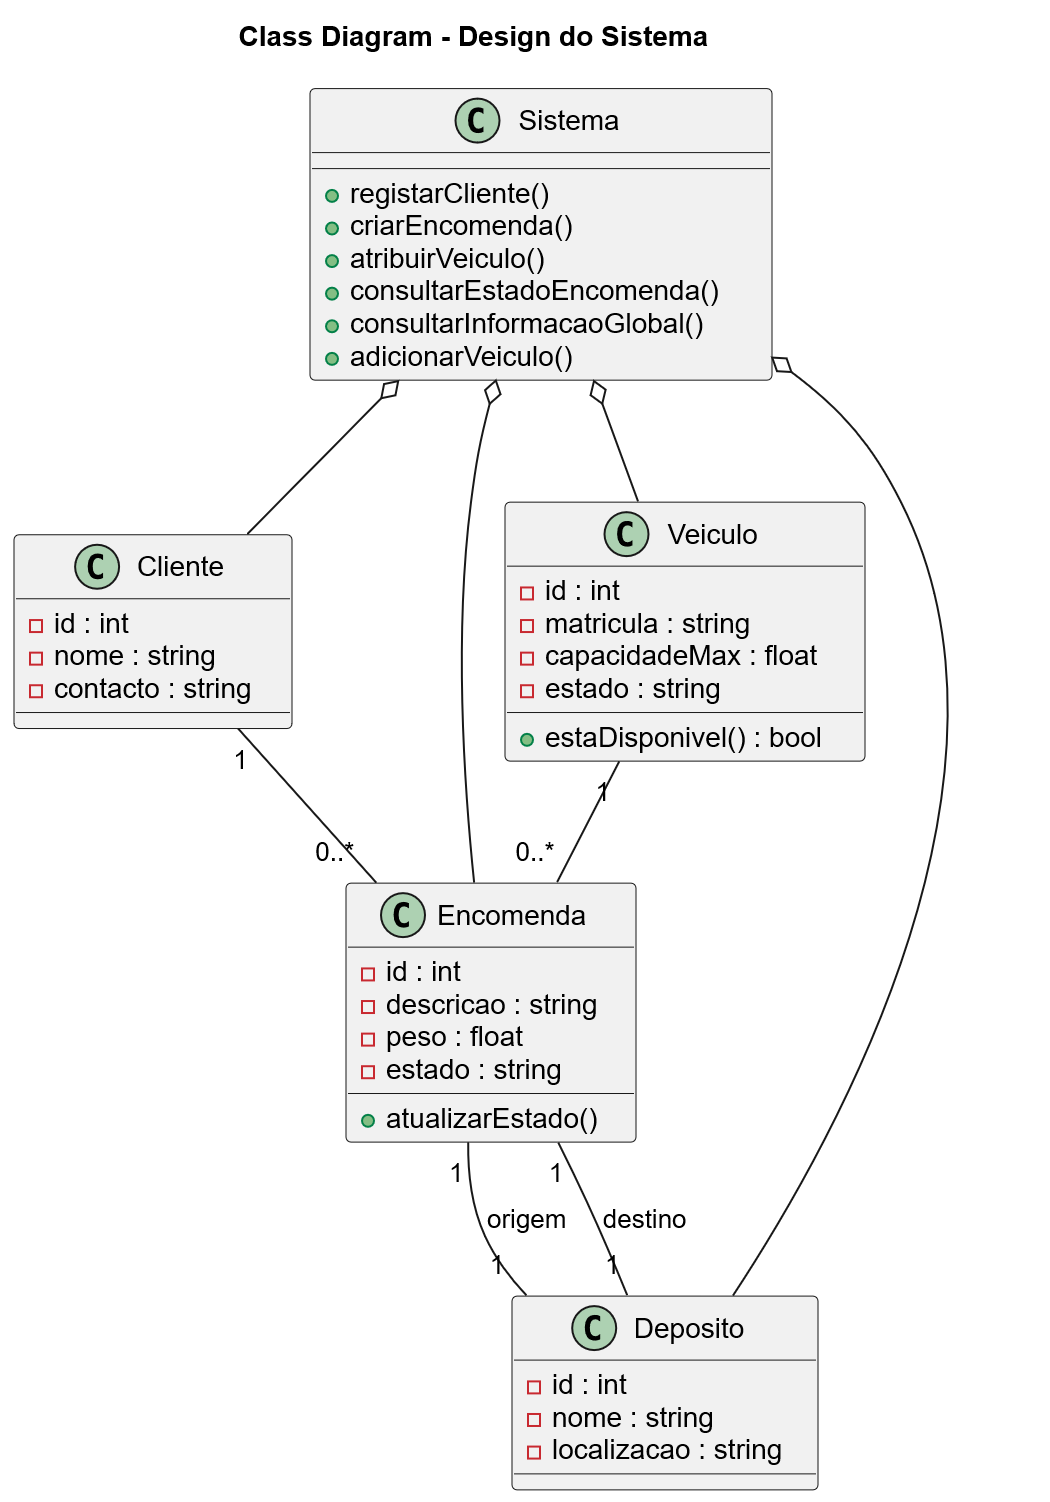 Class Diagram - Design do Sistema
C Sistema
registarCliente()
criarEncomenda()
atribuirVeiculo()
consultarEstadoEncomenda()
consultarInformacaoGlobal()
adicionarVeiculo()
C Cliente
id : int
nome : string
contacto : string
C Veiculo
id : int
matricula : string
capacidadeMax : float
estado : string
estaDisponivel() : bool
1
1
0..*
0..*
C Encomenda
id : int
descricao : string
peso : float
estado : string
atualizarEstado()
1
1
origem
destino
1
1
C Deposito
id : int
nome : string
localizacao : string